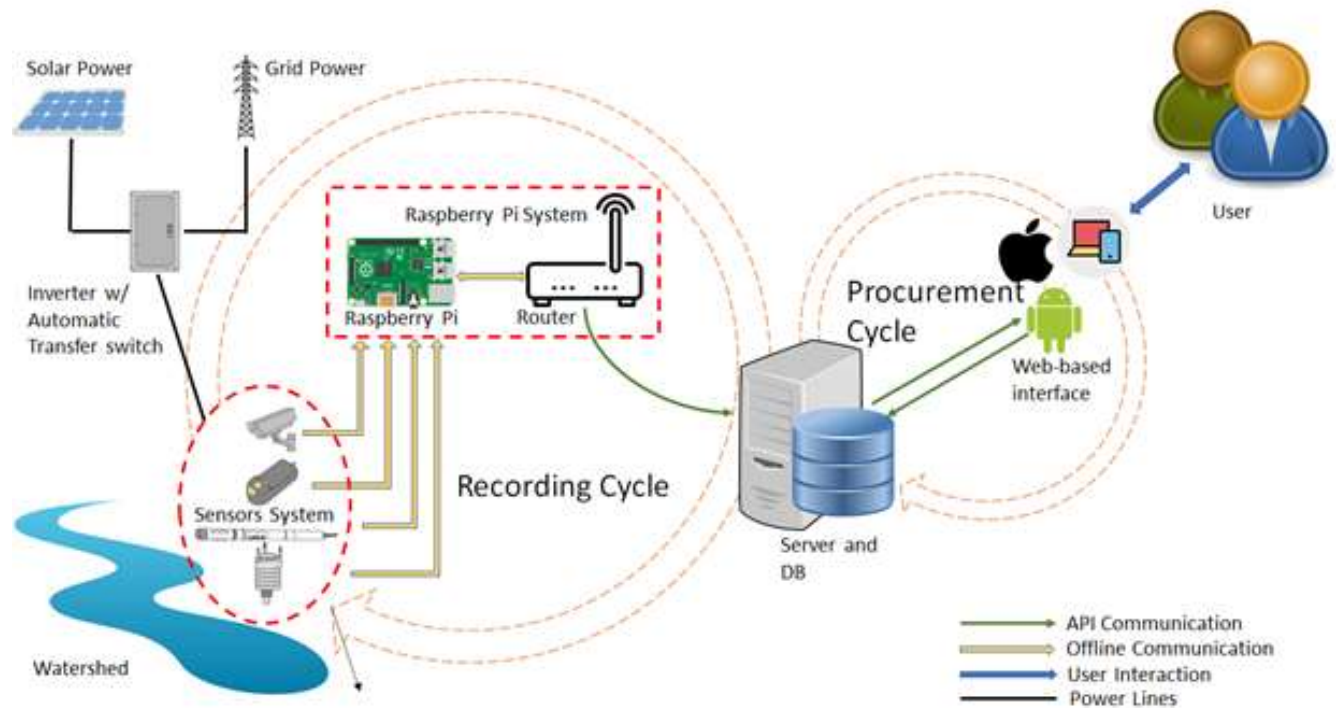 Solar Power
Grid Power
Raspberry Pi System
Inverter w/
Automatic
Transfer switch
Raspberry Pi
Router
User
Procurement
Cycle
Web-based
interface
Recording Cycle
Sensors System
Server and
DB
Watershed
API Communication
Offline Communication
User Interaction
Power Lines